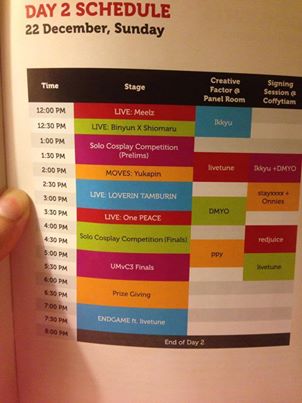 DAY 2 SCHEDULE
22 December, Sunday
Time Stage Creative Factor @ Panel Room Signing Session @ Coffytiam
12:00 PM LIVE: Meelz Ikkyu
12:30 PM LIVE: Binyun X Shiomaru
1:00 PM Solo Cosplay Competition (Prelims)
1:30 PM livetune Ikkyu +DMYO
2:00 PM MOVES: Yukapin
2:30 PM LIVE: LOVERIN TAMBURIN stayxxxx + Onnies
3:00 PM DMYO
3:30 PM LIVE: One PEACE
4:00 PM Solo Cosplay Competition (Finals) redjuice
4:30 PM ppy
5:00 PM UMvC3 Finals livetune
5:30 PM
6:00 PM Prize Giving
6:30 PM
7:00 PM ENDGAME ft. livetune
7:30 PM
8:00 PM End of Day 2